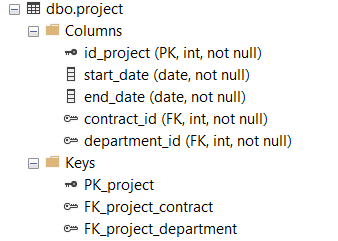 dbo.project
Columns
id_project (PK, int, not null)
start_date (date, not null)
end_date (date, not null)
contract_id (FK, int, not null)
department_id (FK, int, not null)
Keys
PK_project
FK_project_contract
FK_project_department